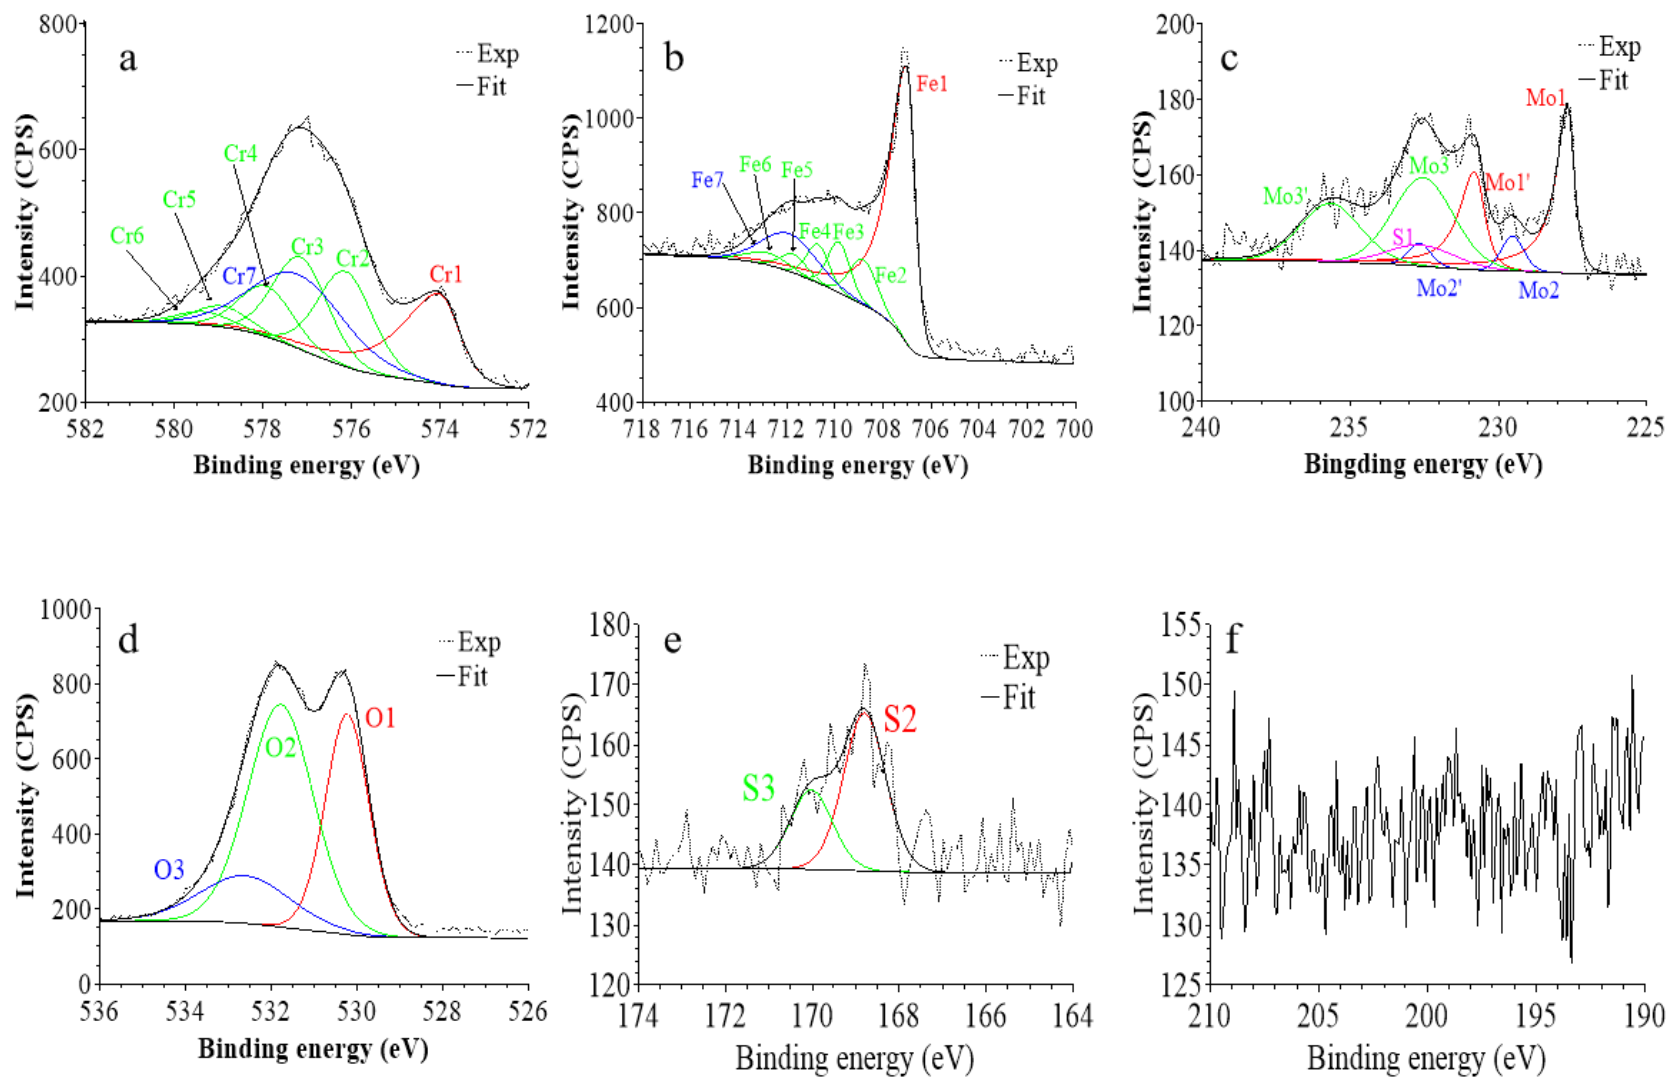 a
Intensity (CPS)
800
600
400
200
582 580 578 576 574 572
Binding energy (eV)
Exp
Fit
Cr4
Cr5
Cr6
Cr3
Cr2
Cr7
Cr1
b
Intensity (CPS)
1200
1000
800
600
400
718 716 714 712 710 708 706 704 702 700
Binding energy (eV)
Exp
Fit
Fe1
Fe6
Fe5
Fe7
Fe4
Fe3
Fe2
c
Intensity (CPS)
200
180
160
140
120
100
240 235 230 225
Bingding energy (eV)
Exp
Fit
Mo1
Mo3
Mo3'
Mo1'
S1
Mo2'
Mo2
d
Intensity (CPS)
1000
800
600
400
200
0
536 534 532 530 528 526
Binding energy (eV)
Exp
Fit
O1
O2
O3
e
Intensity (CPS)
180
170
160
150
140
130
120
174 172 170 168 166 164
Binding energy (eV)
Exp
Fit
S2
S3
f
Intensity (CPS)
155
150
145
140
135
130
125
210 205 200 195 190
Binding energy (eV)